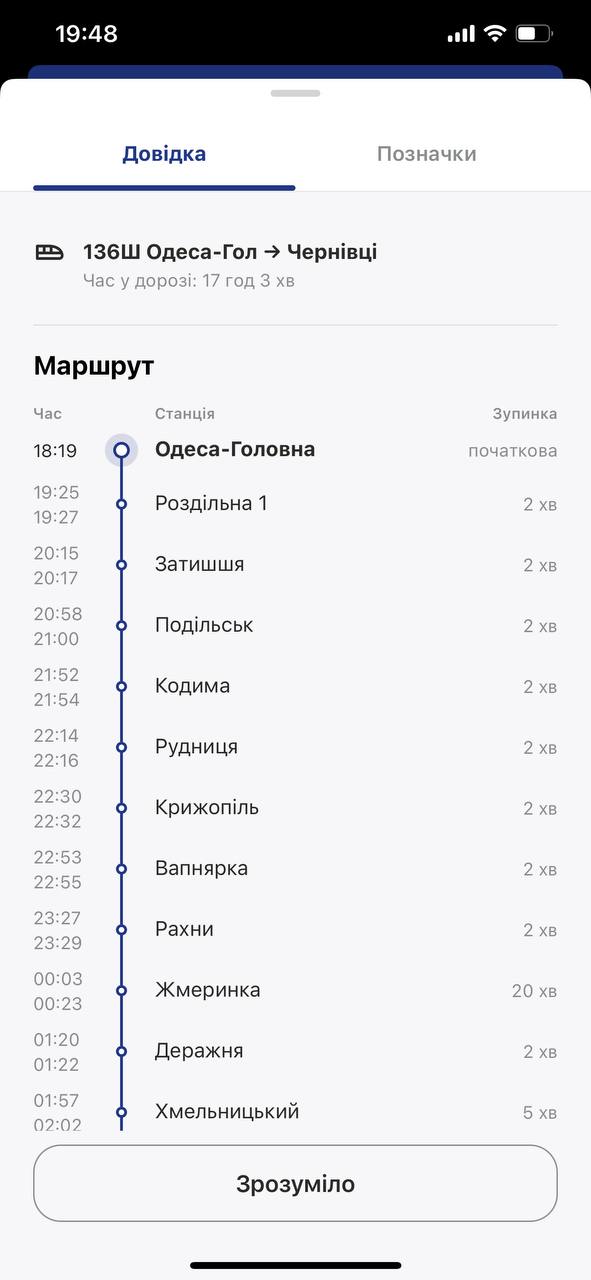 19:48
Довідка
Позначки
136Ш Одеса-Гол → Чернівці
Час у дорозі: 17 год 3 хв
Маршрут
Час Станція Зупинка
18:19 Одеса-Головна початкова
19:25
19:27 Роздільна 1 2 хв
20:15
20:17 Затишшя 2 хв
20:58
21:00 Подільськ 2 хв
21:52
21:54 Кодима 2 хв
22:14
22:16 Рудниця 2 хв
22:30
22:32 Крижопіль 2 хв
22:53
22:55 Вапнярка 2 хв
23:27
23:29 Рахни 2 хв
00:03
00:23 Жмеринка 20 хв
01:20
01:22 Деражня 2 хв
01:57
02:02 Хмельницький 5 хв
Зрозуміло